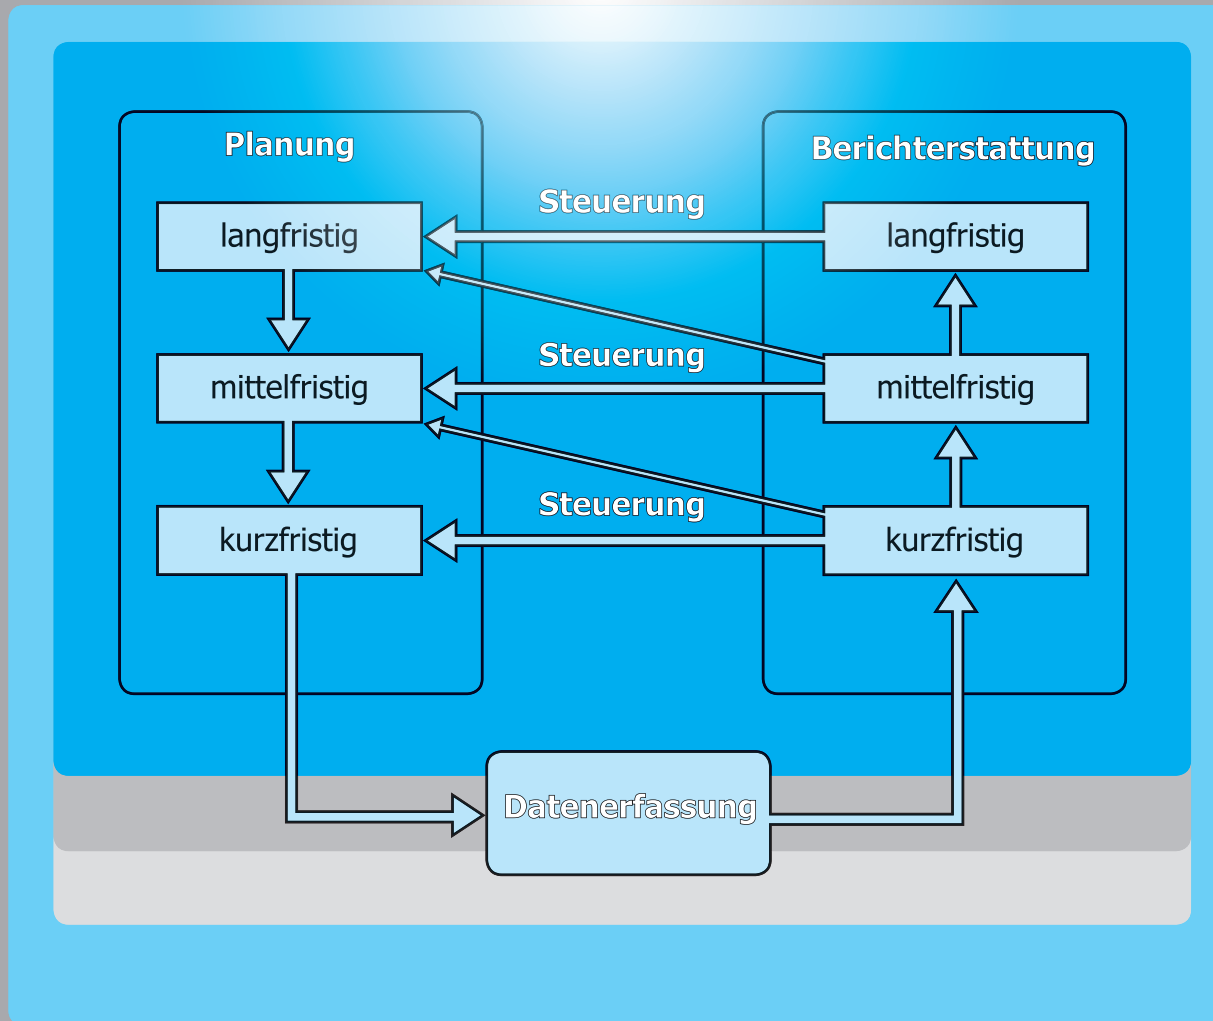 Planung
Berichterstattung
Steuerung
langfristig
langfristig
Steuerung
mittelfristig
mittelfristig
Steuerung
kurzfristig
kurzfristig
Datenerfassung